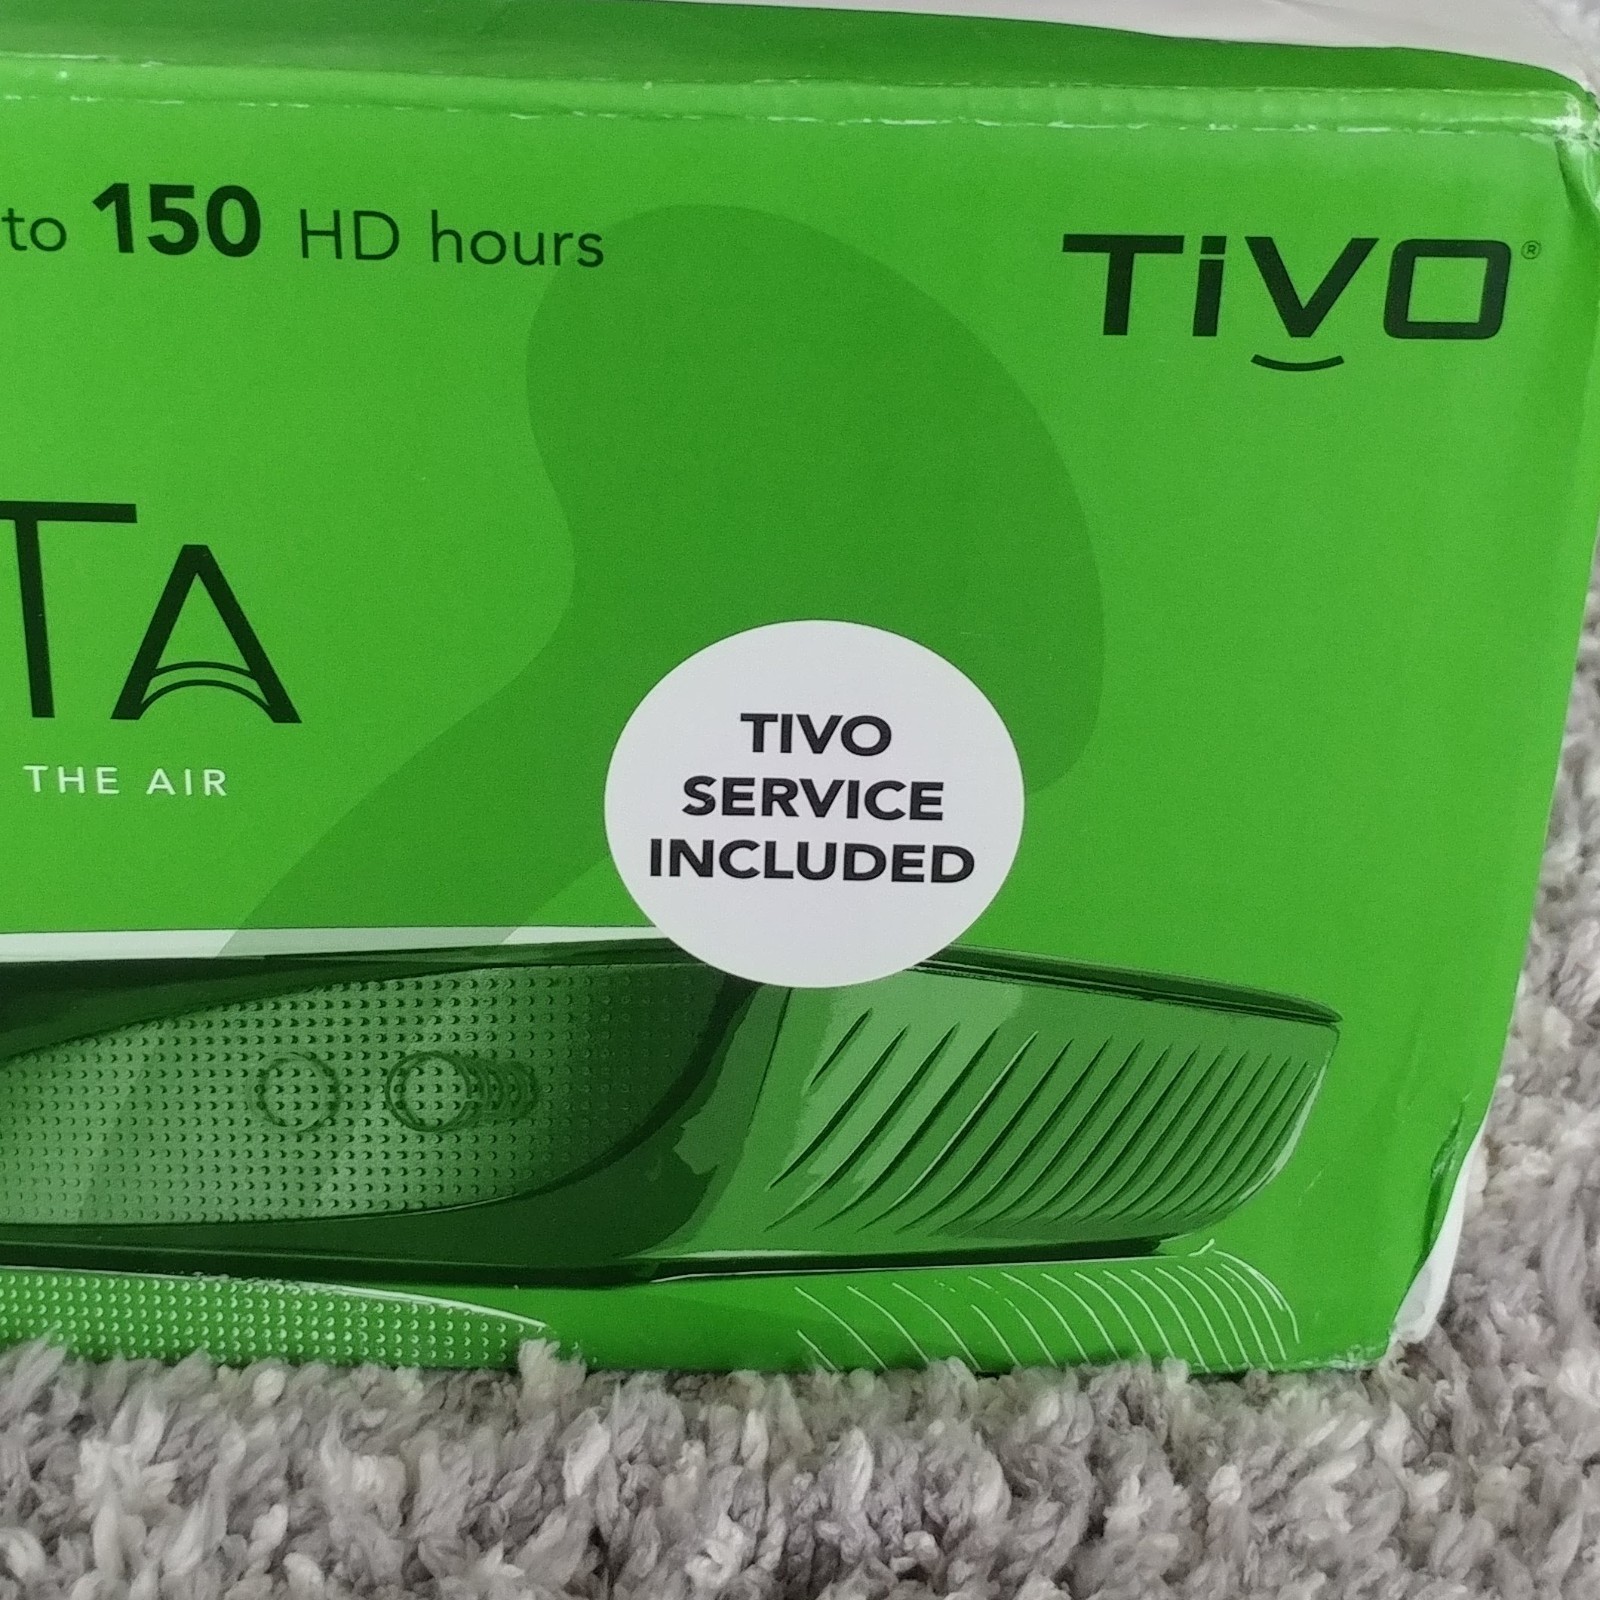 to 150 HD hours
TiVo®
TA
THE AIR
TIVO
SERVICE
INCLUDED